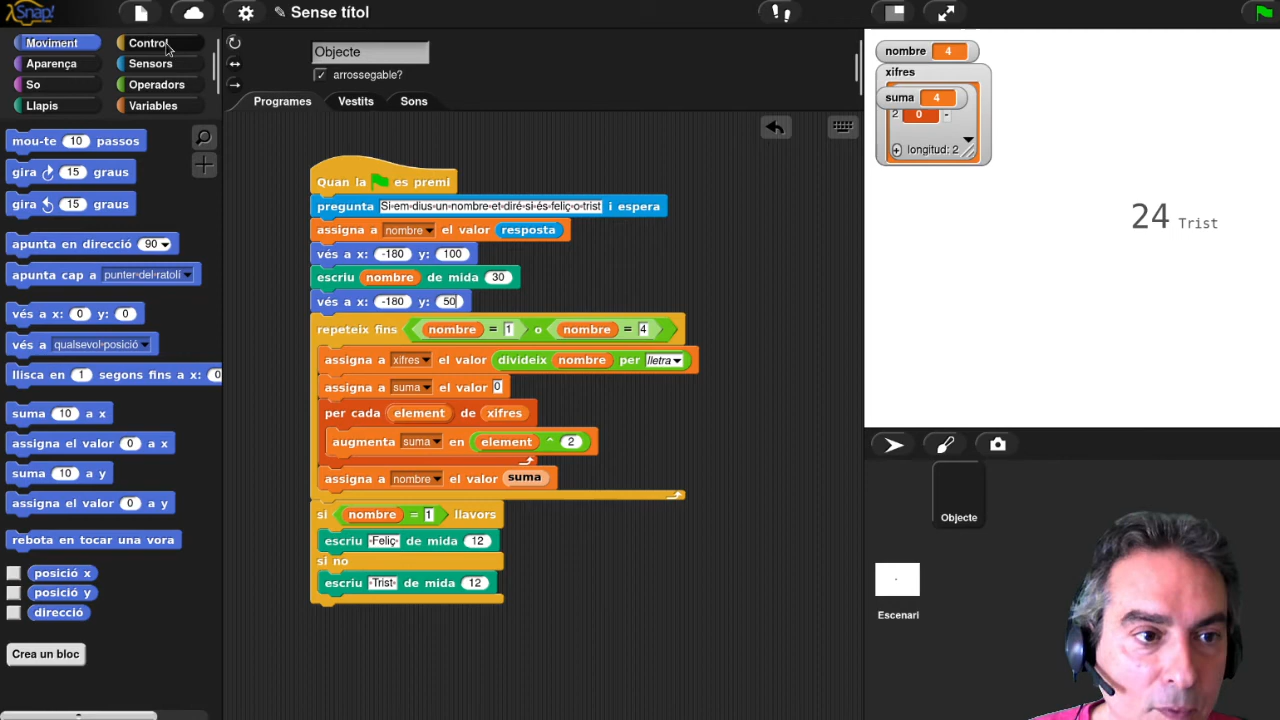 Snap!
Sense títol
Moviment
Control
Aparença
Sensors
So
Operadors
Llapis
Variables
mou-te 10 passos
gira 15 graus
gira 15 graus
apunta en direcció 90
apunta cap a punter·del·ratolí
vés a x: 0 y: 0
vés a qualsevol·posició
llisca en 1 segons fins a x: 0
suma 10 a x
assigna el valor 0 a x
suma 10 a y
assigna el valor 0 a y
rebota en tocar una vora
posició x
posició y
direcció
Crea un bloc
Objecte
arrossegable?
Programes
Vestits
Sons
Quan la es premi
pregunta Si·em·dius·un·nombre·et·diré·si·és·feliç·o·trist i espera
assigna a nombre el valor resposta
vés a x: -180 y: 100
escriu nombre de mida 30
vés a x: -180 y: 50
repeteix fins nombre = 1 o nombre = 4
assigna a xifres el valor divideix nombre per lletra
assigna a suma el valor 0
per cada element de xifres
augmenta suma en element ^ 2
assigna a nombre el valor suma
si nombre = 1 llavors
escriu ·Feliç· de mida 12
si no
escriu ·Trist· de mida 12
nombre 4
xifres
suma 4
2 0 -
+ longitud: 2
24 Trist
Objecte
Escenari